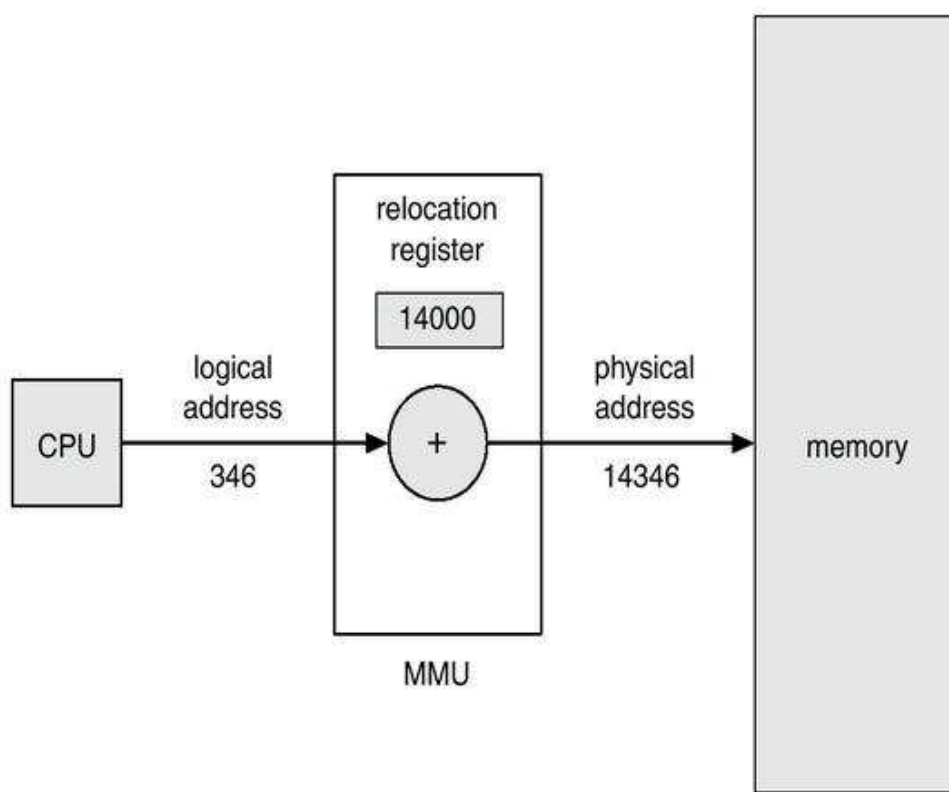 relocation
register
14000
logical
address
346
CPU
+
physical
address
14346
memory
MMU